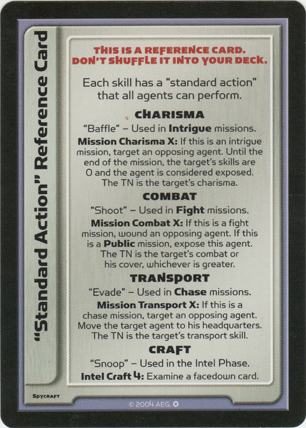 "Standard Action" Reference Card
THIS IS A REFERENCE CARD.
DON'T SHUFFLE IT INTO YOUR DECK.
Each skill has a "standard action"
that all agents can perform.
CHARISMA
"Baffle" – Used in Intrigue missions.
Mission Charisma X: If this is an intrigue
mission, target an opposing agent. Until
the end of the mission, the target's skills are
0 and the agent is considered exposed.
The TN is the target's charisma.
COMBAT
"Shoot" – Used in Fight missions.
Mission Combat X: If this is a fight
mission, wound an opposing agent. If this
is a Public mission, expose this agent.
The TN is the target's combat or
his cover, whichever is greater.
TRANSPORT
"Evade" – Used in Chase missions.
Mission Transport X: If this is a
chase mission, target an opposing agent.
Move the target agent to his headquarters.
The TN is the target's transport skill.
CRAFT
"Snoop" – Used in the Intel Phase.
Intel Craft 4: Examine a facedown card.
SPYCRAFT
© 2004 AEG.